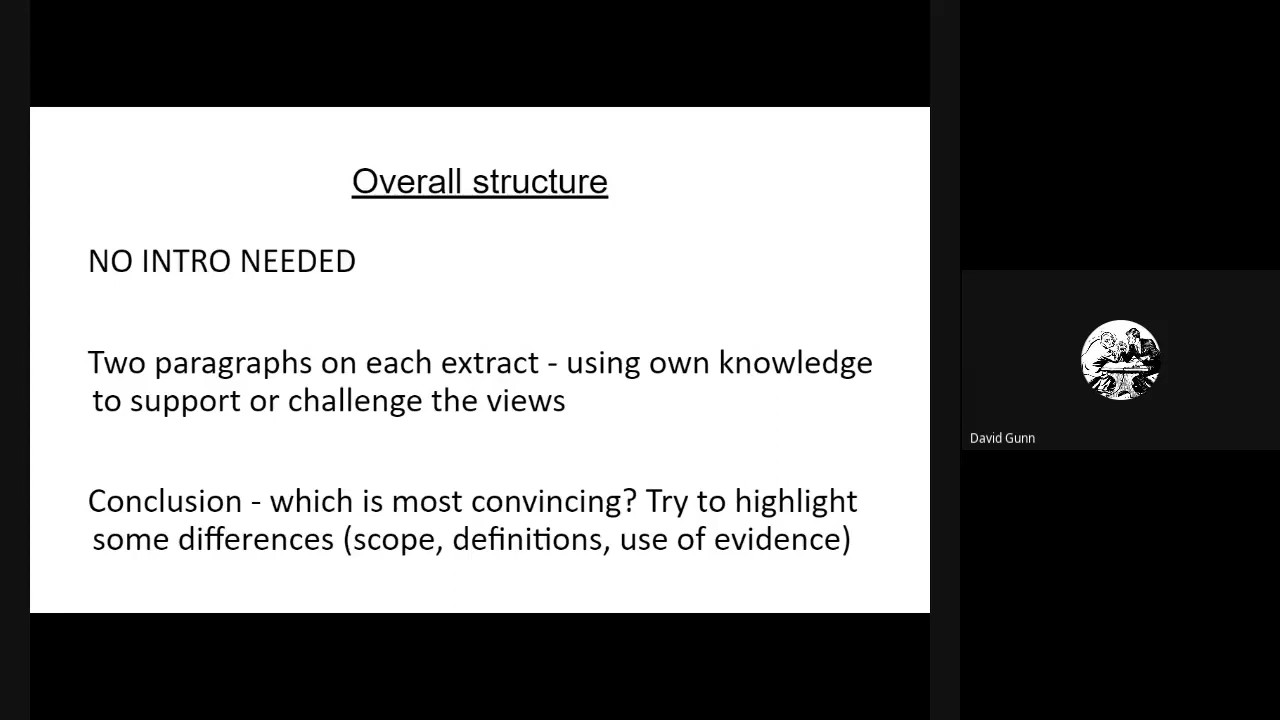 Overall structure
NO INTRO NEEDED
Two paragraphs on each extract - using own knowledge
to support or challenge the views
Conclusion - which is most convincing? Try to highlight
some differences (scope, definitions, use of evidence)
David Gunn